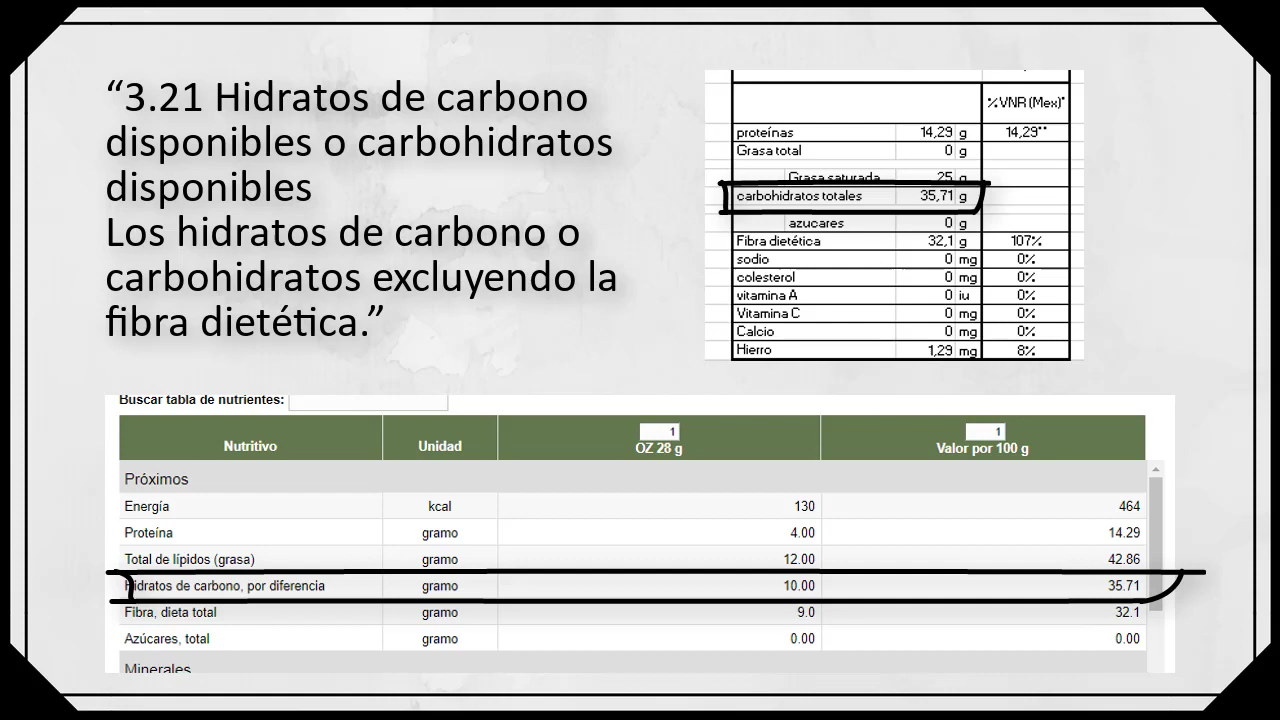 “3.21 Hidratos de carbono
disponibles o carbohidratos
disponibles
Los hidratos de carbono o
carbohidratos excluyendo la
fibra dietética.”
%VNR (Mex)*
proteínas 14,29 g 14,29**
Grasa total 0 g
Grasa saturada 25 g
carbohidratos totales 35,71 g
azucares 0 g
Fibra dietética 32,1 g 107%
sodio 0 mg 0%
colesterol 0 mg 0%
vitamina A 0 iu 0%
Vitamina C 0 mg 0%
Calcio 0 mg 0%
Hierro 1,29 mg 8%
Buscar tabla de nutrientes:
1 1
Nutritivo Unidad OZ 28 g Valor por 100 g
Próximos
Energía kcal 130 464
Proteína gramo 4.00 14.29
Total de lípidos (grasa) gramo 12.00 42.86
Hidratos de carbono, por diferencia gramo 10.00 35.71
Fibra, dieta total gramo 9.0 32.1
Azúcares, total gramo 0.00 0.00
Minerales